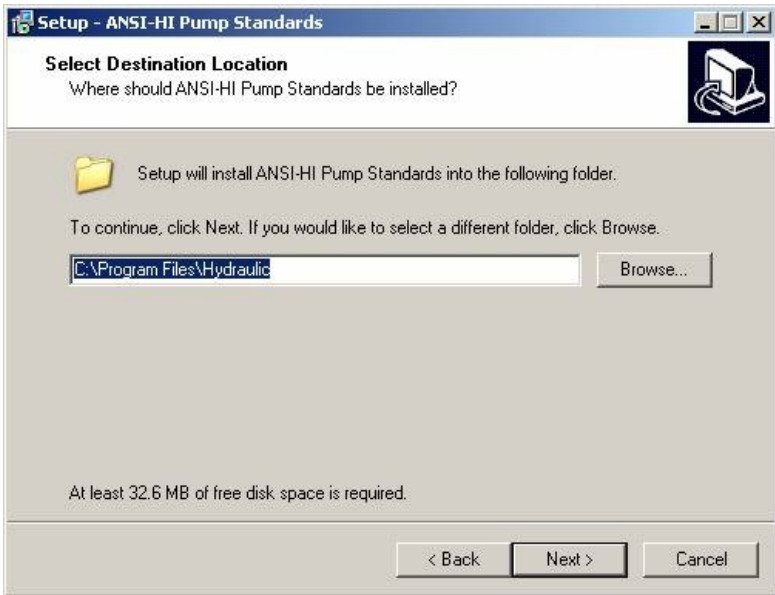 Setup - ANSI-HI Pump Standards
Select Destination Location
Where should ANSI-HI Pump Standards be installed?
Setup will install ANSI-HI Pump Standards into the following folder.
To continue, click Next. If you would like to select a different folder, click Browse.
C:\Program Files\Hydraulic
Browse...
At least 32.6 MB of free disk space is required.
< Back
Next >
Cancel